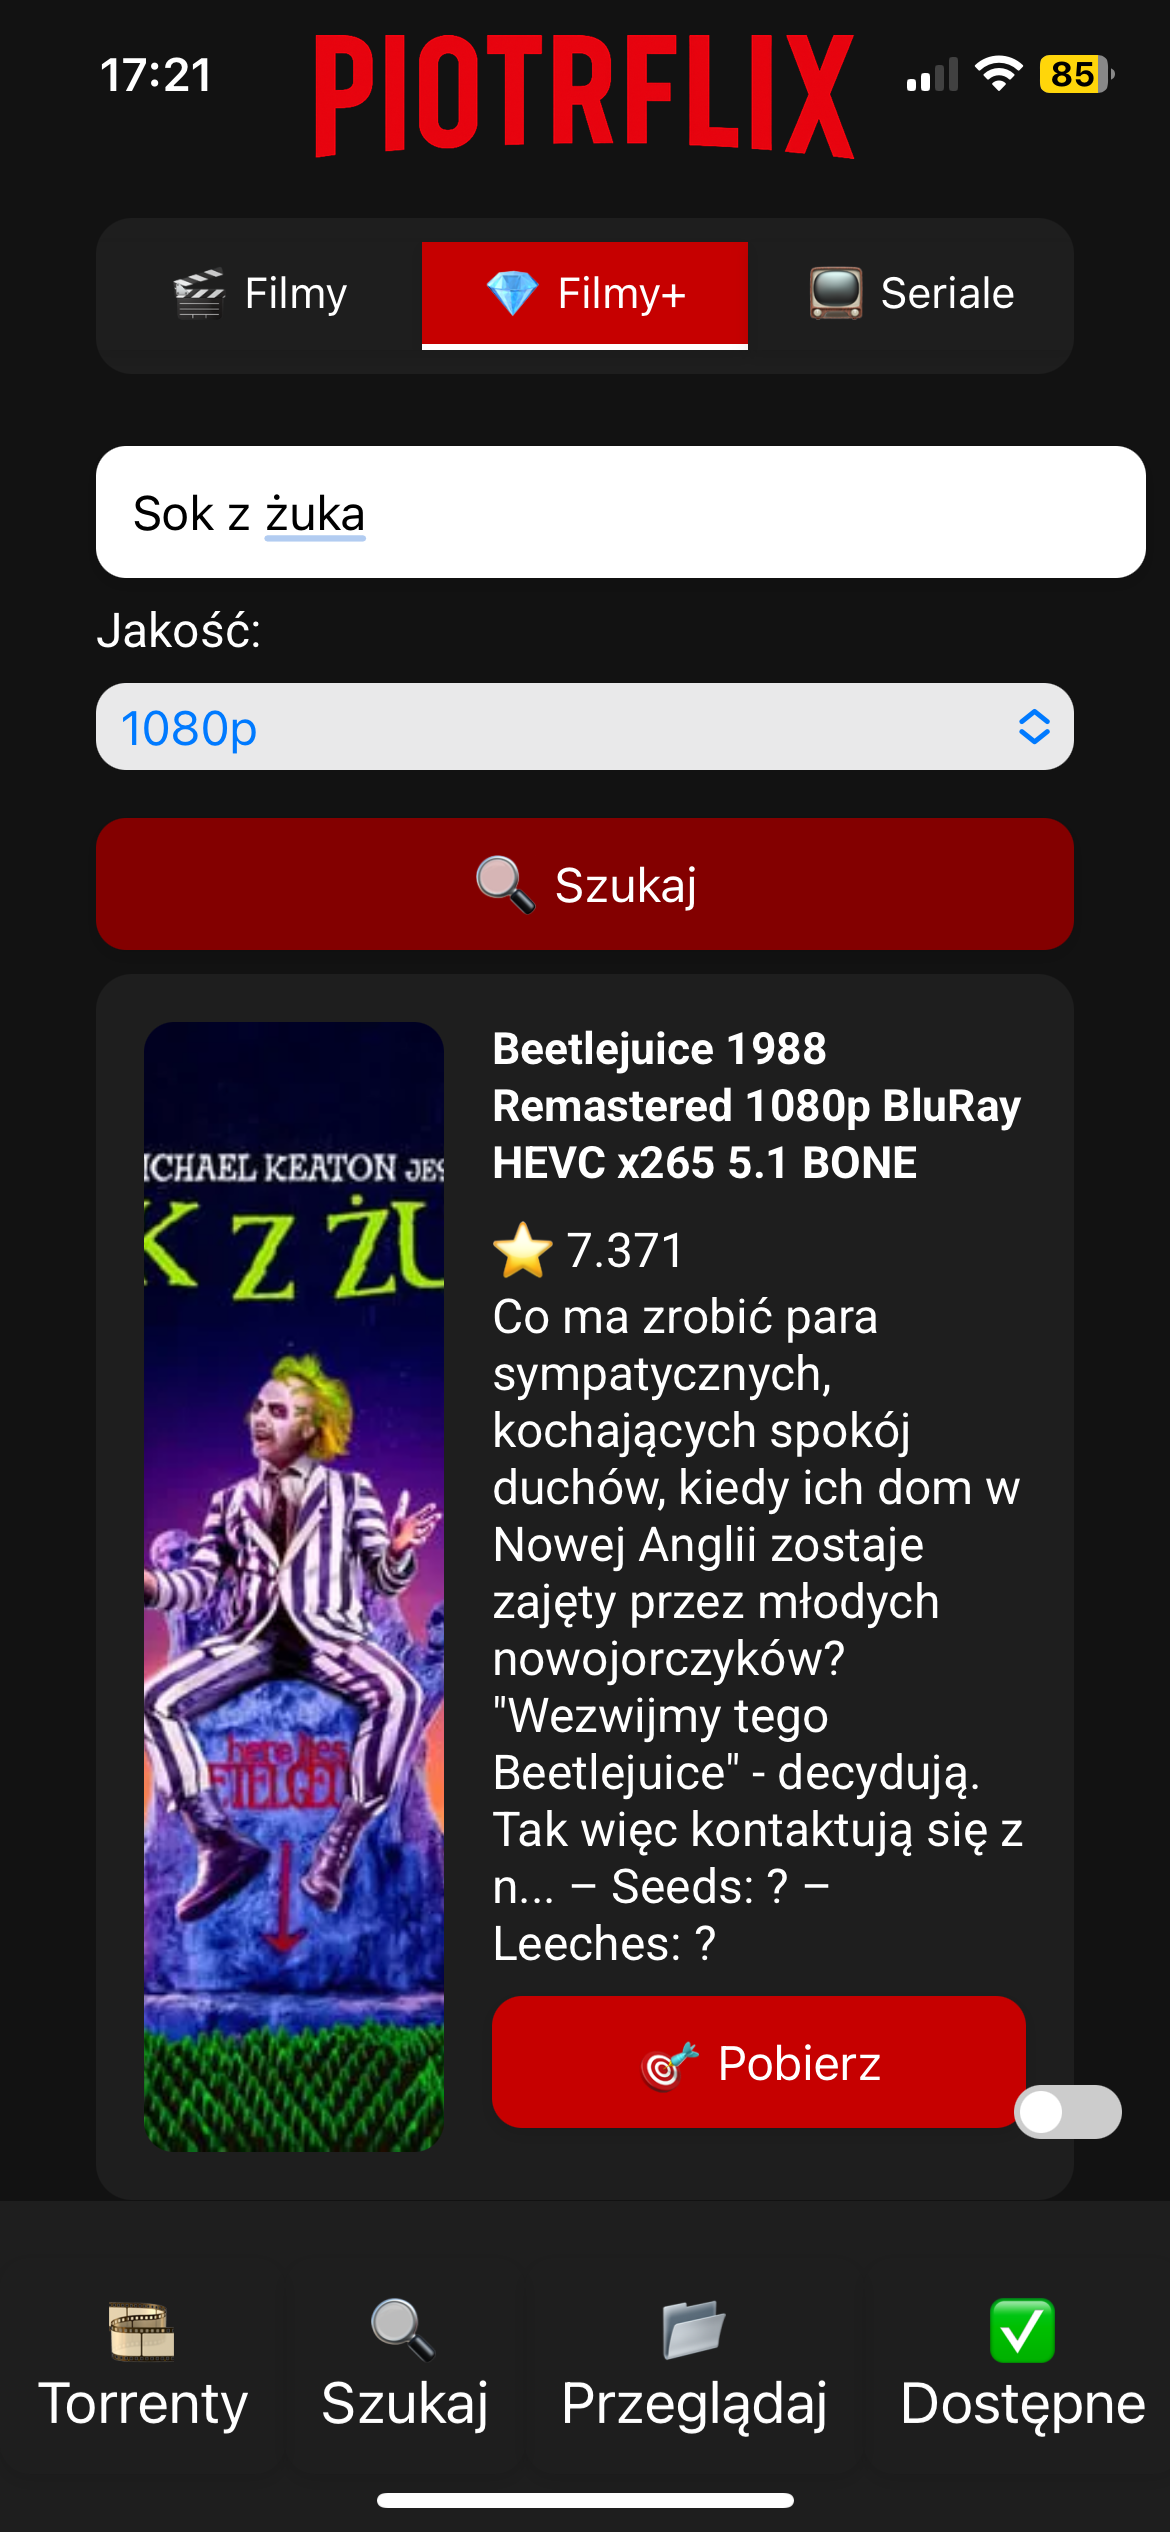 17:21
PIOTRFLIX
85
Filmy
Filmy+
Seriale
Sok z żuka
Jakość:
1080p
Szukaj
ICHAEL KEATON JES
K Z ŻU
here lies
Beetlejuice 1988
Remastered 1080p BluRay
HEVC x265 5.1 BONE
7.371
Co ma zrobić para
sympatycznych,
kochających spokój
duchów, kiedy ich dom w
Nowej Anglii zostaje
zajęty przez młodych
nowojorczyków?
"Wezwijmy tego
Beetlejuice" - decydują.
Tak więc kontaktują się z
n... – Seeds: ? –
Leeches: ?
Pobierz
Torrenty
Szukaj
Przeglądaj
Dostępne